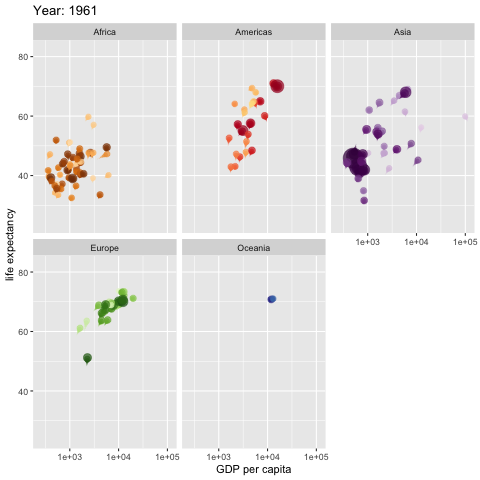 Year: 1961
Africa
Americas
Asia
80
60
40
1e+03
1e+04
1e+05
life expectancy
Europe
Oceania
80
60
40
1e+03
1e+04
1e+05
1e+03
1e+04
1e+05
GDP per capita